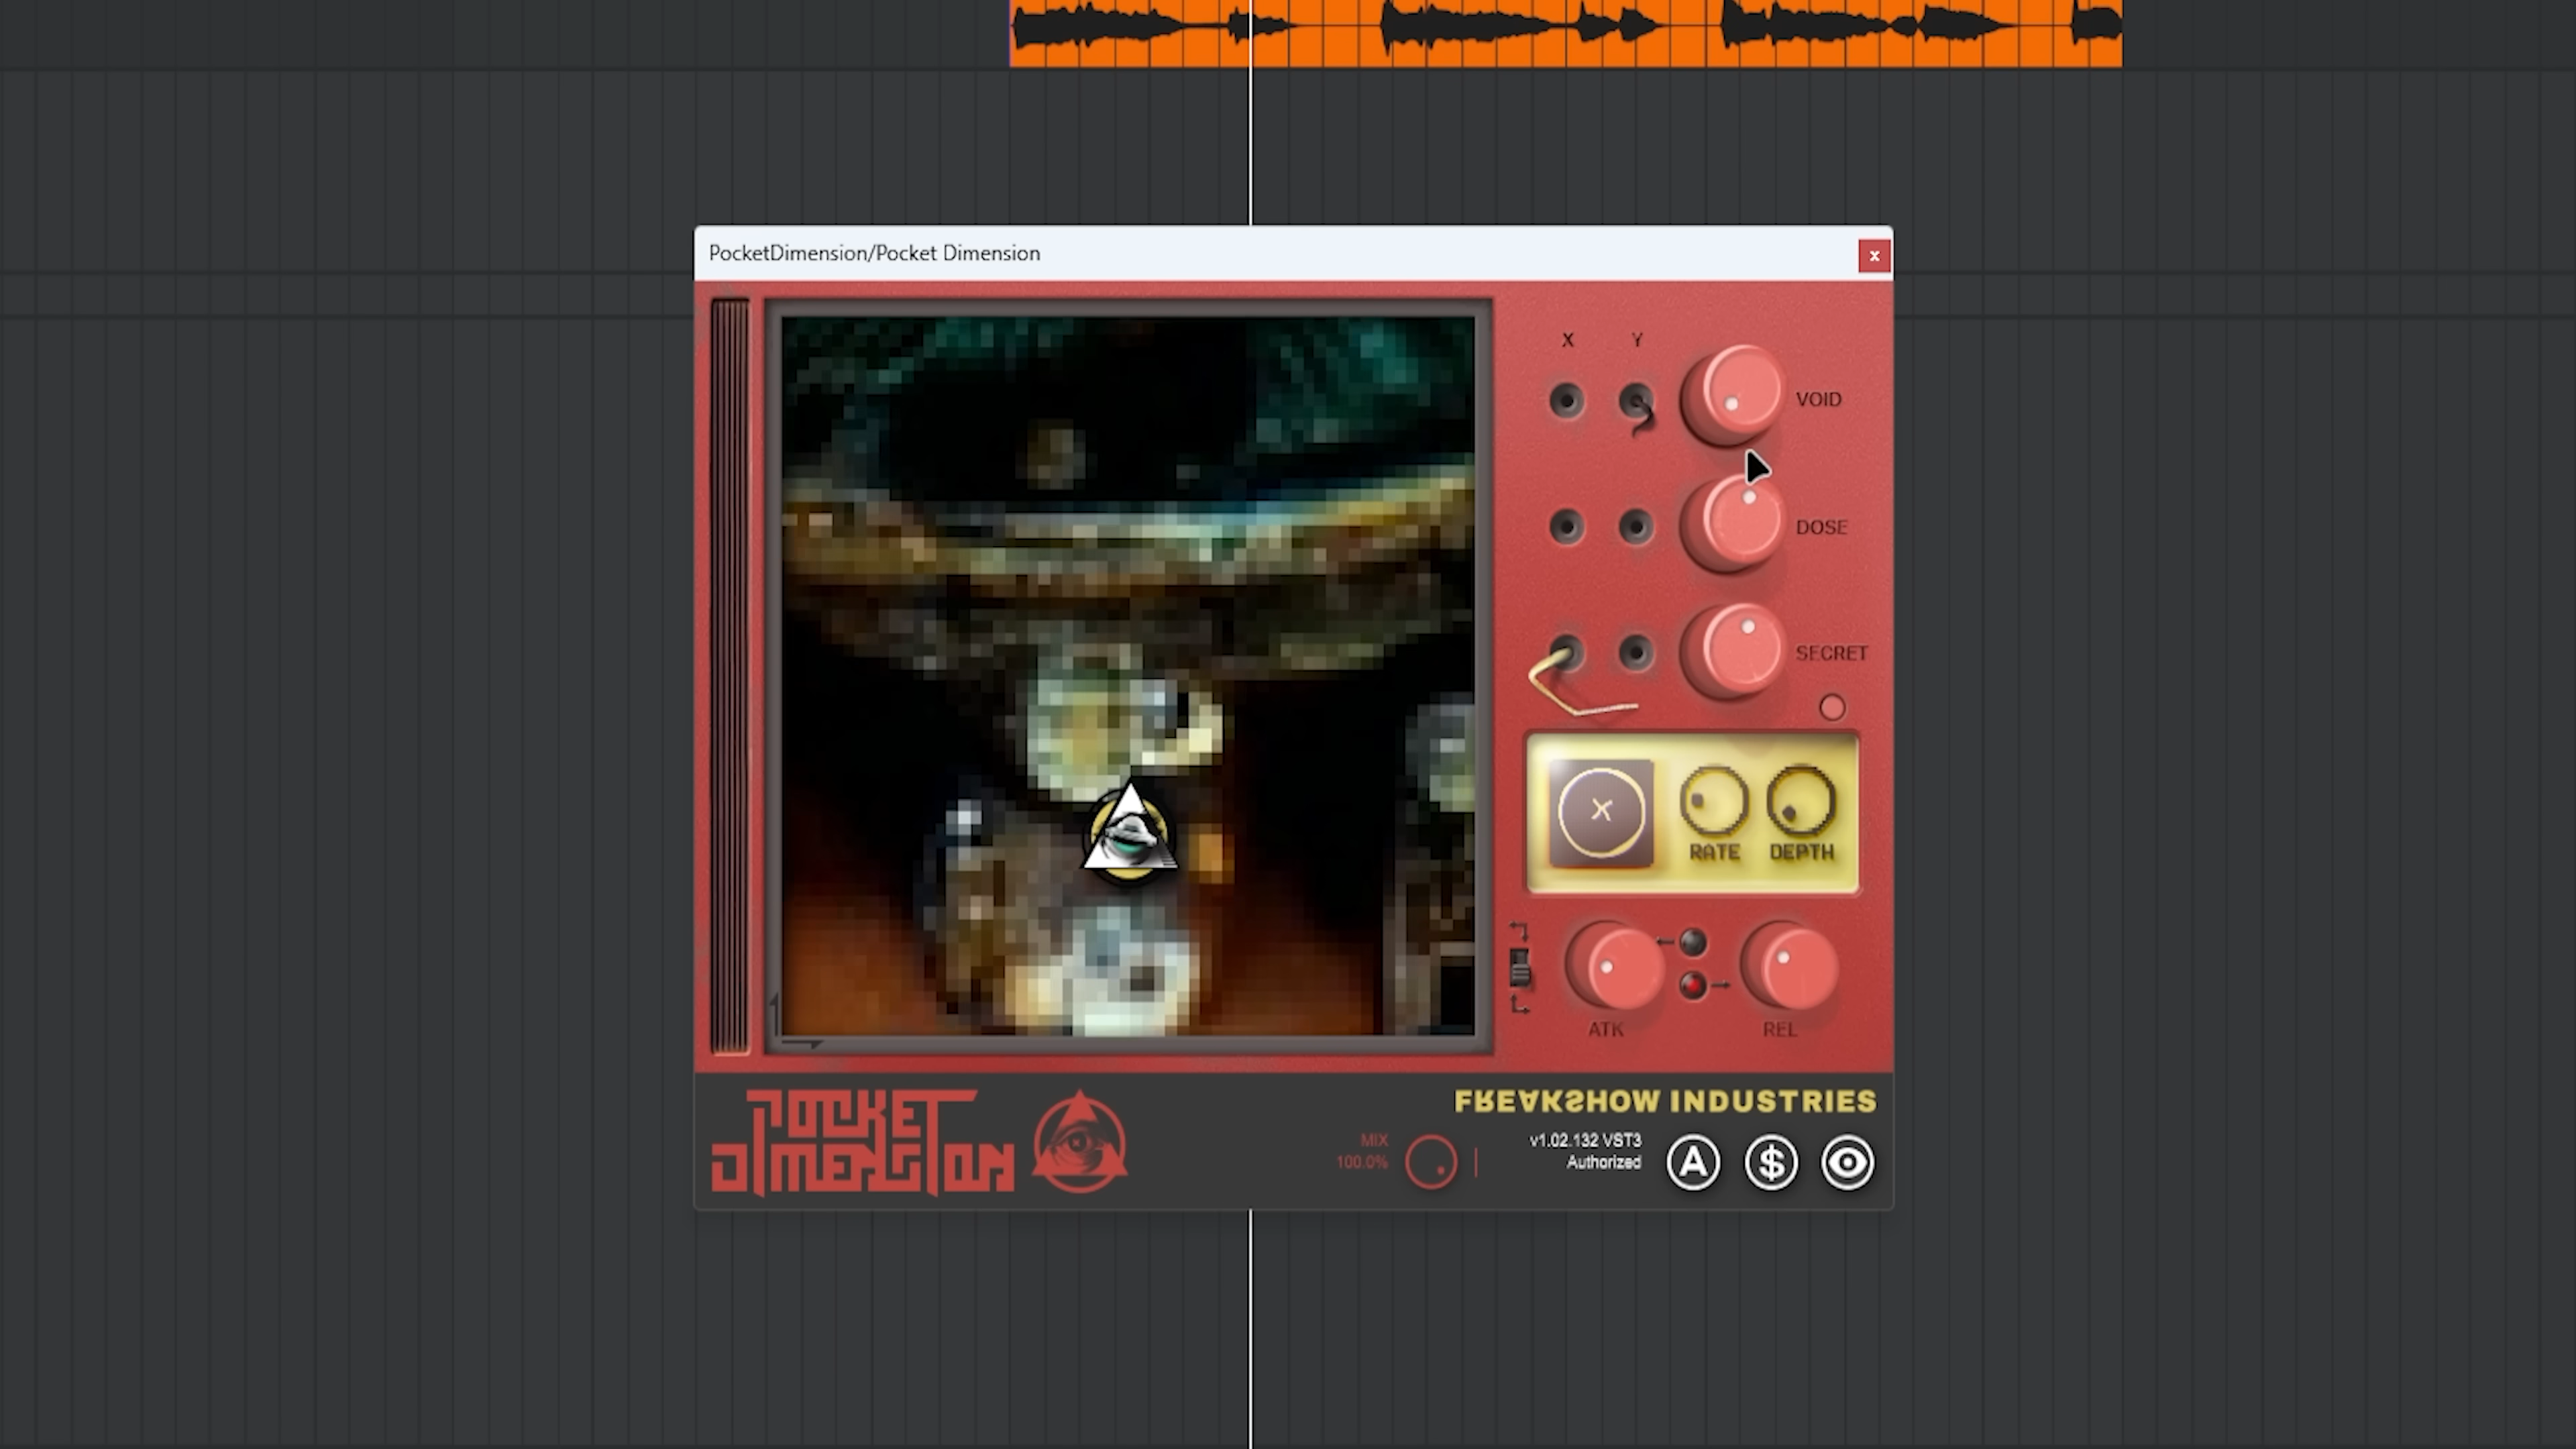 PocketDimension/Pocket Dimension
x
X Y
VOID
DOSE
SECRET
X
RATE DEPTH
ATK REL
POCKET
DIMENSION
FREAKSHOW INDUSTRIES
MIX
100.0%
v1.02.132 VST3
Authorized
A $